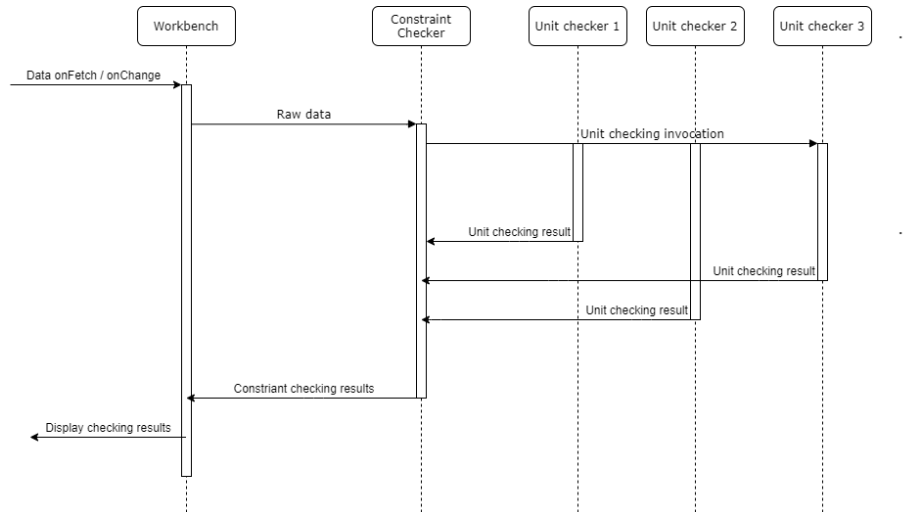 Workbench
Constraint
Checker
Unit checker 1
Unit checker 2
Unit checker 3
Data onFetch / onChange
Raw data
Unit checking invocation
Unit checking result
Unit checking result
Unit checking result
Constriant checking results
Display checking results